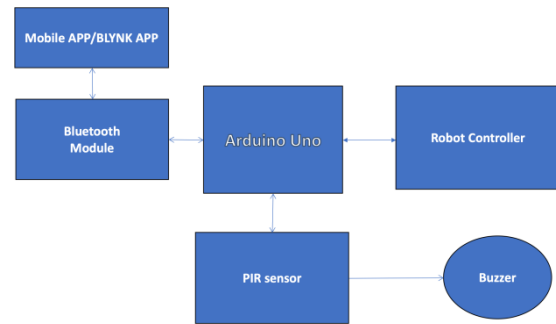 Mobile APP/BLYNK APP
Bluetooth
Module
Arduino Uno
Robot Controller
PIR sensor
Buzzer